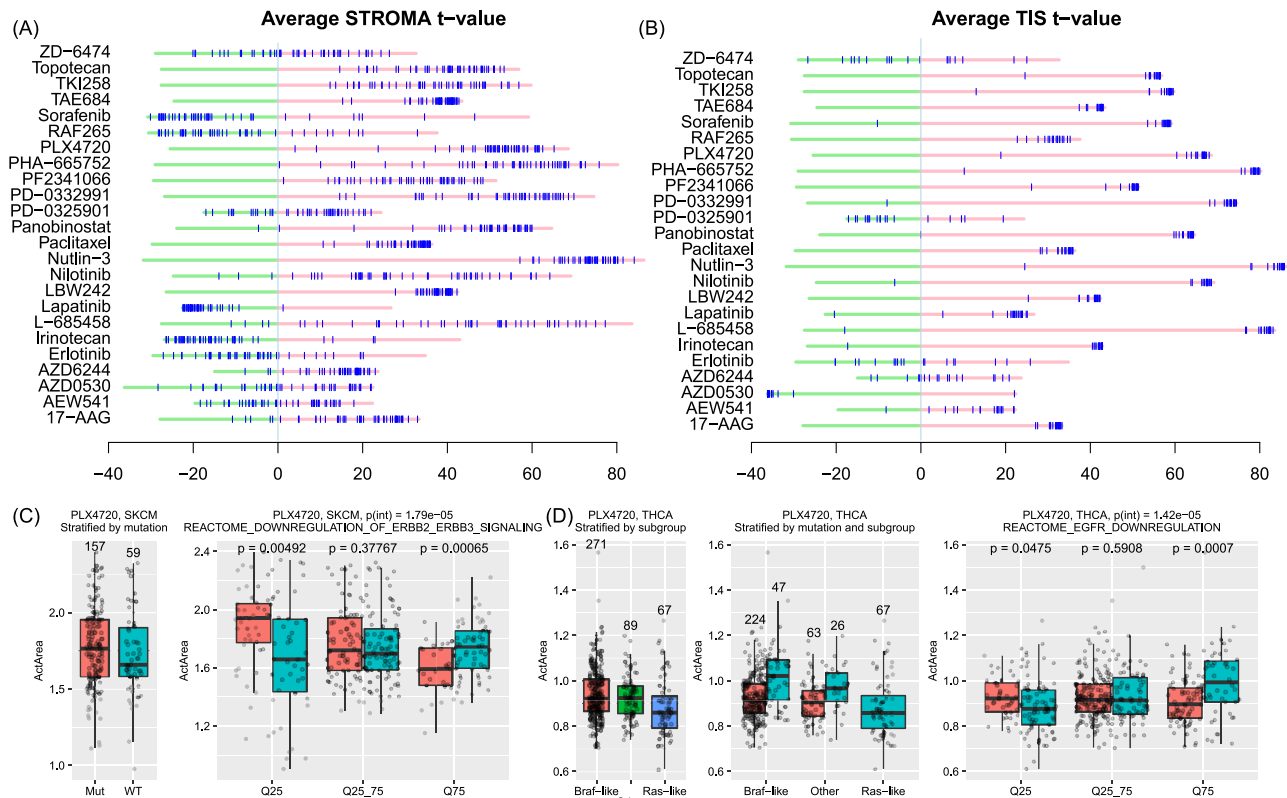 Average STROMA t−value
(A)
ZD−6474
Topotecan
TKI258
TAE684
Sorafenib
RAF265
PLX4720
PHA−665752
PF2341066
PD−0332991
PD−0325901
Panobinostat
Paclitaxel
Nutlin−3
Nilotinib
LBW242
Lapatinib
L−685458
Irinotecan
Erlotinib
AZD6244
AZD0530
AEW541
17−AAG
−40 −20 0 20 40 60 80
Average TIS t−value
(B)
ZD−6474
Topotecan
TKI258
TAE684
Sorafenib
RAF265
PLX4720
PHA−665752
PF2341066
PD−0332991
PD−0325901
Panobinostat
Paclitaxel
Nutlin−3
Nilotinib
LBW242
Lapatinib
L−685458
Irinotecan
Erlotinib
AZD6244
AZD0530
AEW541
17−AAG
−40 −20 0 20 40 60 80
(C)
PLX4720, SKCM
Stratified by mutation
157 59
ActArea
2.0
1.5
1.0
Mut WT
PLX4720, SKCM, p(int) = 1.79e−05
REACTOME_DOWNREGULATION_OF_ERBB2_ERBB3_SIGNALING
p = 0.00492 p = 0.37767 p = 0.00065
ActArea
2.4
2.0
1.6
1.2
Q25 Q25_75 Q75
(D)
PLX4720, THCA
Stratified by subgroup
271
89
67
ActArea
1.6
1.4
1.2
1.0
0.8
0.6
Braf−like Ras−like
PLX4720, THCA
Stratified by mutation and subgroup
224 47 63 26 67
ActArea
1.6
1.4
1.2
1.0
0.8
0.6
Braf−like Other Ras−like
PLX4720, THCA, p(int) = 1.42e−05
REACTOME_EGFR_DOWNREGULATION
p = 0.0475 p = 0.5908 p = 0.0007
ActArea
1.6
1.4
1.2
1.0
0.8
0.6
Q25 Q25_75 Q75